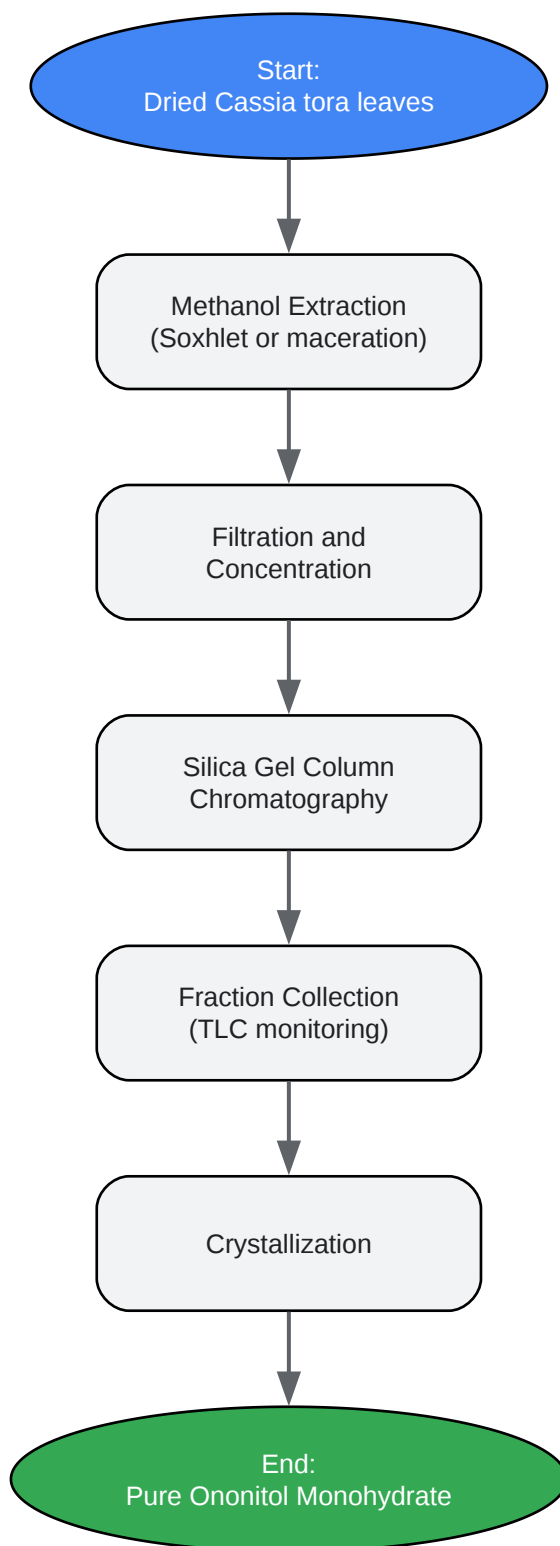 Start:
Dried Cassia tora leaves
Methanol Extraction
(Soxhlet or maceration)
Filtration and
Concentration
Silica Gel Column
Chromatography
Fraction Collection
(TLC monitoring)
Crystallization
End:
Pure Ononitol Monohydrate